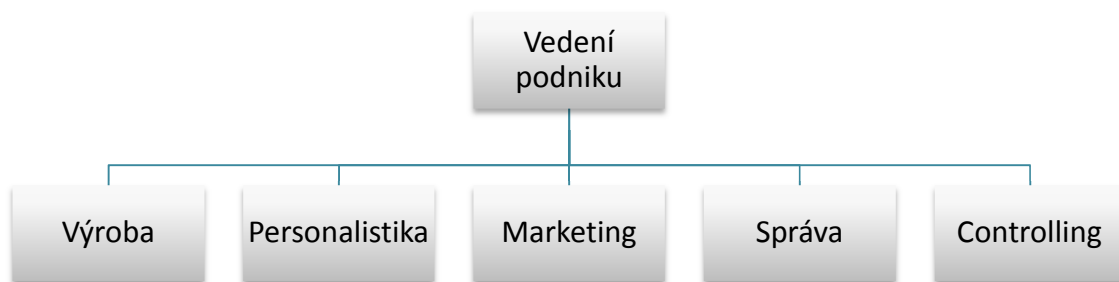 Vedení
podniku
Výroba
Personalistika
Marketing
Správa
Controlling